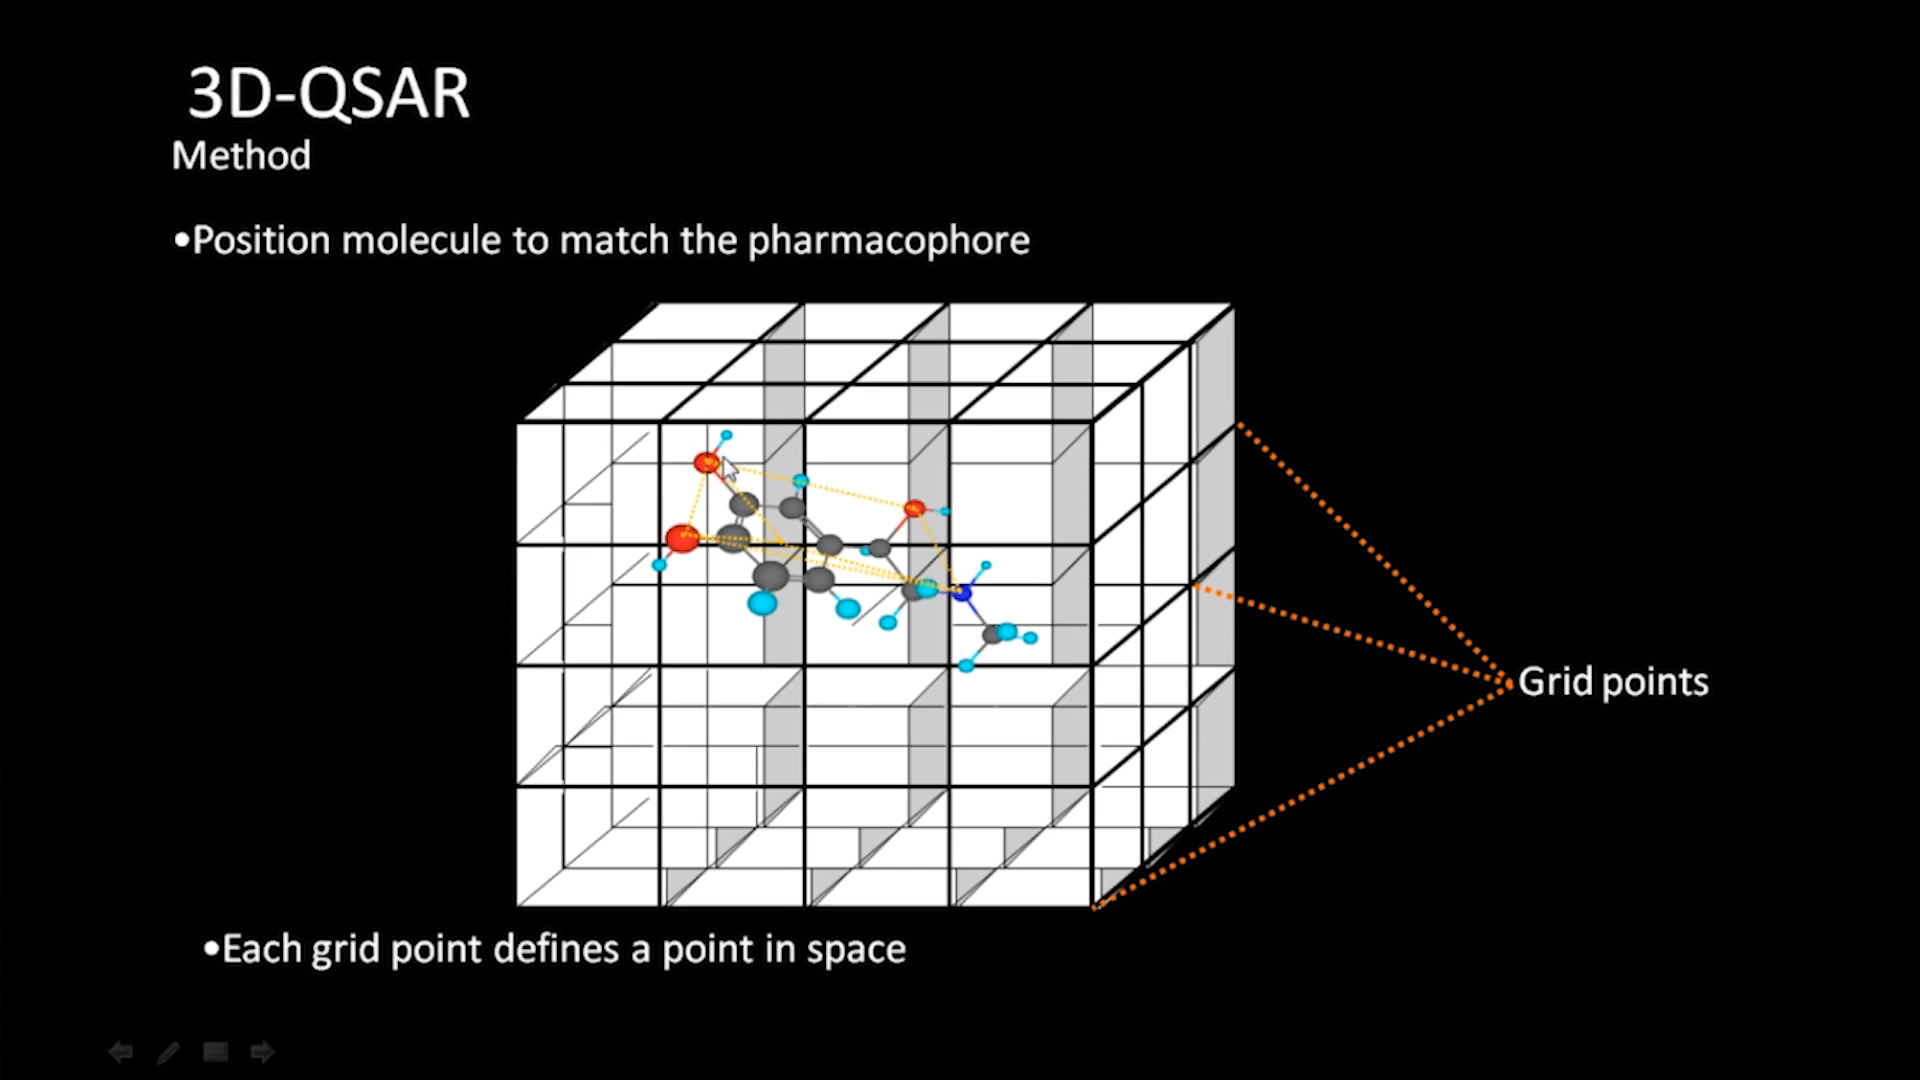 3D-QSAR
Method
•Position molecule to match the pharmacophore
Grid points
•Each grid point defines a point in space